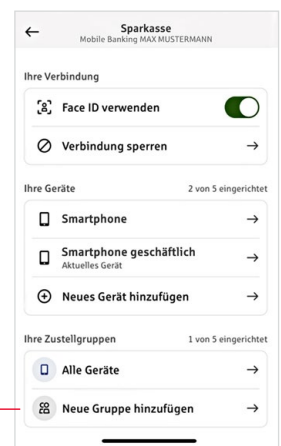 Sparkasse
Mobile Banking MAX MUSTERMANN
Ihre Verbindung
Face ID verwenden
Verbindung sperren
Ihre Geräte 2 von 5 eingerichtet
Smartphone
Smartphone geschäftlich
Aktuelles Gerät
Neues Gerät hinzufügen
Ihre Zustellgruppen 1 von 5 eingerichtet
Alle Geräte
Neue Gruppe hinzufügen